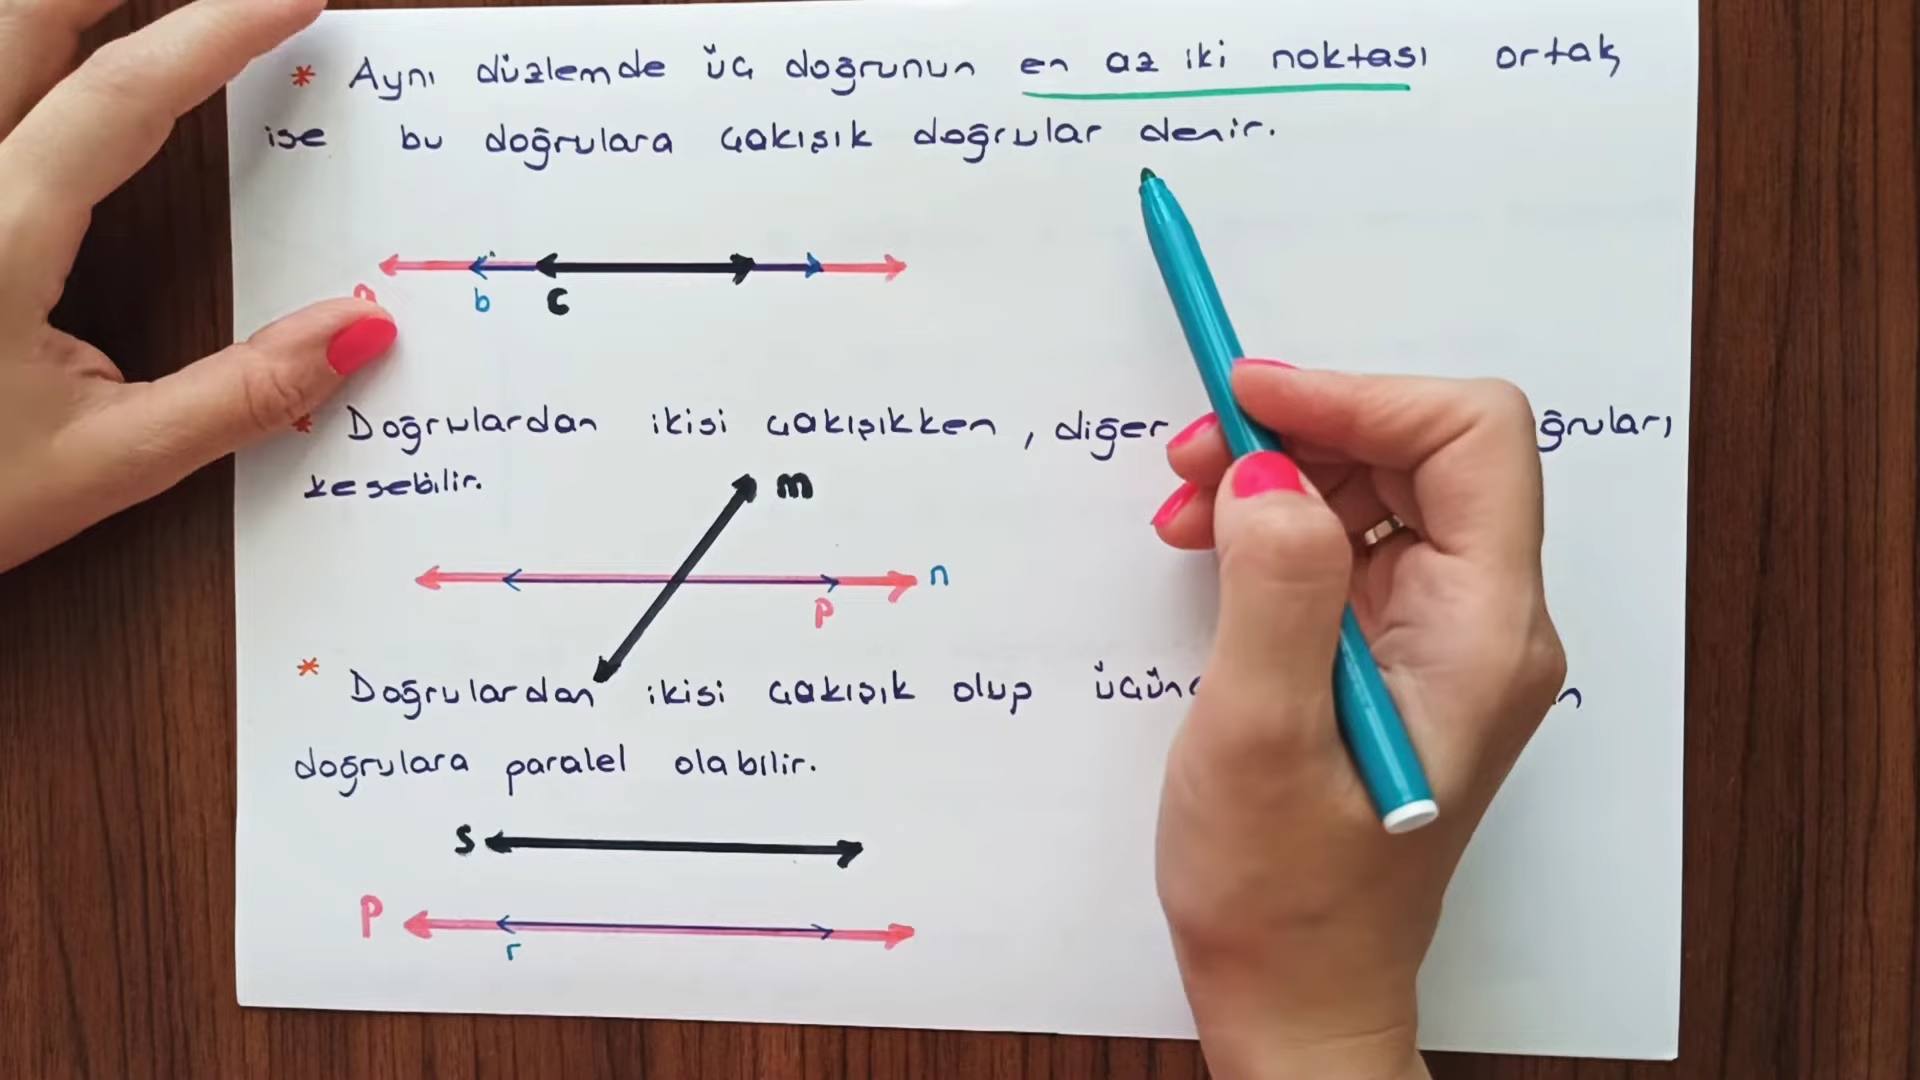 * Aynı düzlemde üç doğrunun en az iki noktası ortak
ise bu doğrulara çakışık doğrular denir.
b c
* Doğrulardan ikisi çakışıkken, diğer
kesebilir.
m
n
p
* Doğrulardan ikisi çakışık olup
doğrulara paralel olabilir.
s
P
r